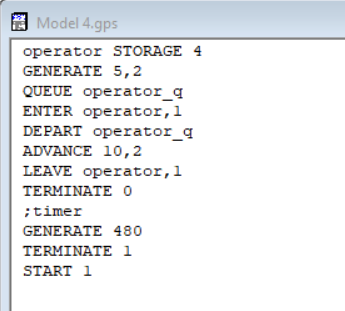 Model 4.gps
operator STORAGE 4
GENERATE 5,2
QUEUE operator_q
ENTER operator,1
DEPART operator_q
ADVANCE 10,2
LEAVE operator,1
TERMINATE 0
;timer
GENERATE 480
TERMINATE 1
START 1